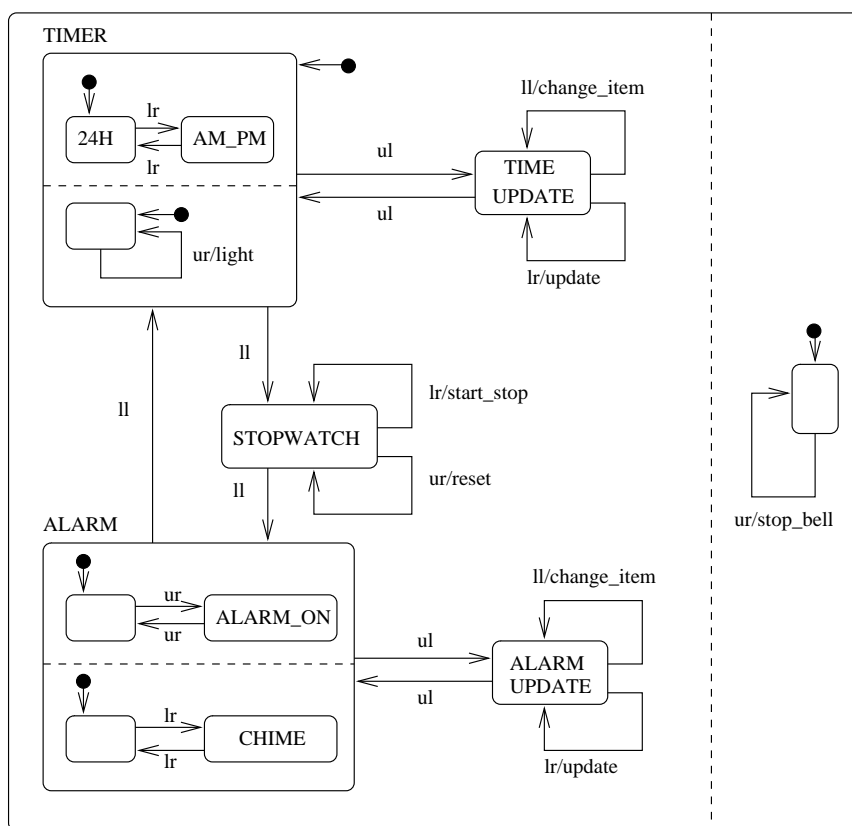 TIMER
lr
24H
AM_PM
lr
ur/light
ul
ul
ll/change_item
TIME
UPDATE
lr/update
ll
ll
lr/start_stop
STOPWATCH
ur/reset
ll
ur/stop_bell
ALARM
ur
ALARM_ON
ur
lr
CHIME
lr
ul
ul
ll/change_item
ALARM
UPDATE
lr/update